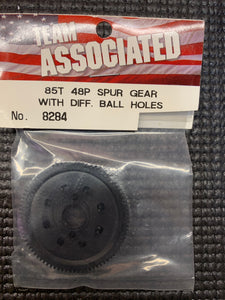 TEAM
ASSOCIATED
85T 48P SPUR GEAR
WITH DIFF. BALL HOLES
No. 8284